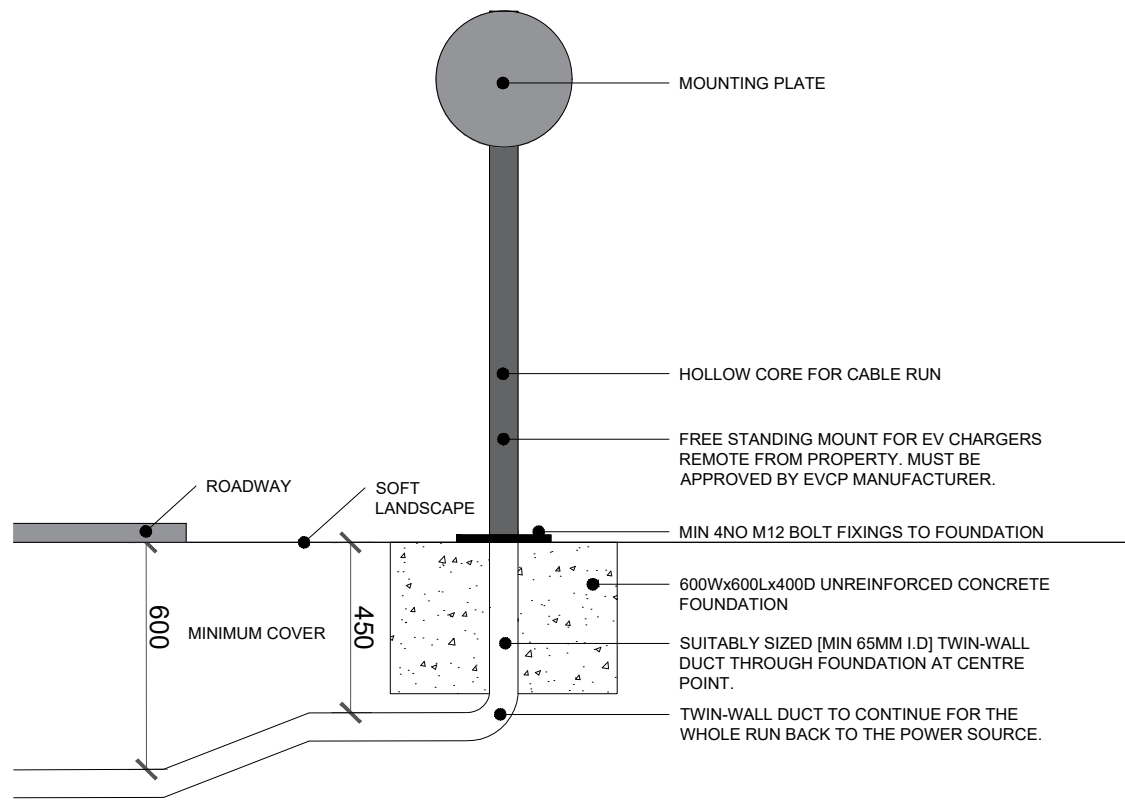 MOUNTING PLATE
HOLLOW CORE FOR CABLE RUN
FREE STANDING MOUNT FOR EV CHARGERS
REMOTE FROM PROPERTY. MUST BE
APPROVED BY EVCP MANUFACTURER.
ROADWAY
SOFT
LANDSCAPE
MIN 4NO M12 BOLT FIXINGS TO FOUNDATION
600Wx600Lx400D UNREINFORCED CONCRETE
FOUNDATION
600
MINIMUM COVER
450
SUITABLY SIZED [MIN 65MM I.D] TWIN-WALL
DUCT THROUGH FOUNDATION AT CENTRE
POINT.
TWIN-WALL DUCT TO CONTINUE FOR THE
WHOLE RUN BACK TO THE POWER SOURCE.